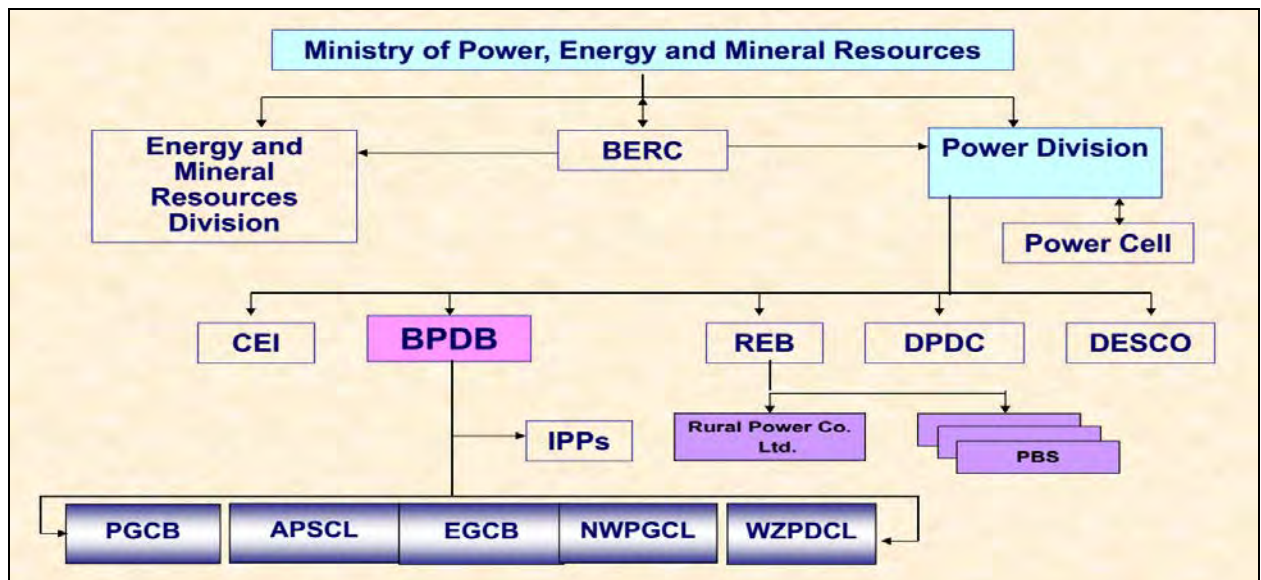 Ministry of Power, Energy and Mineral Resources
Energy and
Mineral
Resources
Division
BERC
Power Division
Power Cell
CEI
BPDB
REB
DPDC
DESCO
IPPs
Rural Power Co.
Ltd.
PBS
PGCB
APSCL
EGCB
NWPGCL
WZPDCL